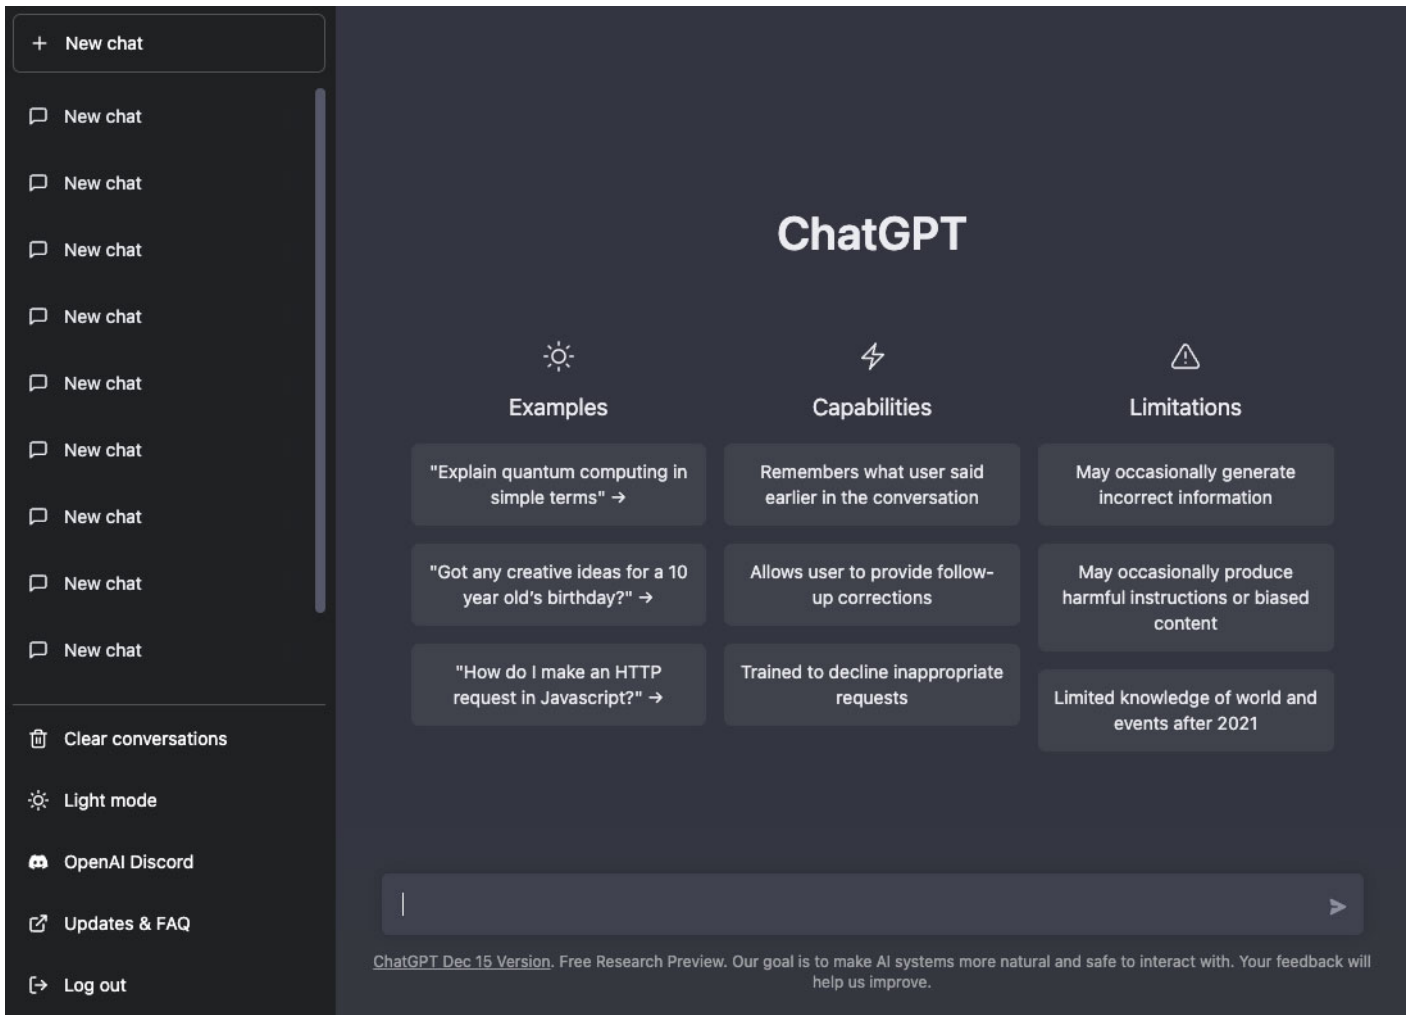 New chat
New chat
New chat
New chat
New chat
New chat
New chat
New chat
New chat
New chat
Clear conversations
Light mode
OpenAI Discord
Updates & FAQ
Log out
ChatGPT
Examples
"Explain quantum computing in
simple terms" →
"Got any creative ideas for a 10
year old's birthday?" →
"How do I make an HTTP
request in Javascript?" →
Capabilities
Remembers what user said
earlier in the conversation
Allows user to provide follow-
up corrections
Trained to decline inappropriate
requests
Limitations
May occasionally generate
incorrect information
May occasionally produce
harmful instructions or biased
content
Limited knowledge of world and
events after 2021
ChatGPT Dec 15 Version. Free Research Preview. Our goal is to make AI systems more natural and safe to interact with. Your feedback will
help us improve.